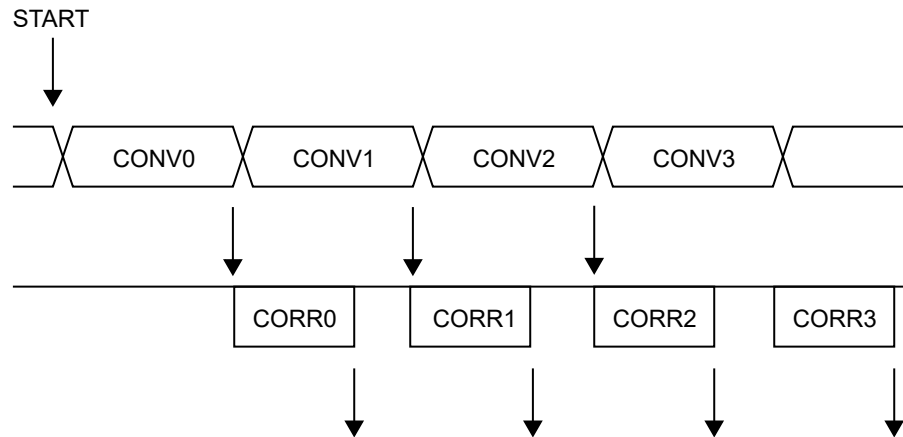 START
CONV0 CONV1 CONV2 CONV3
CORR0 CORR1 CORR2 CORR3